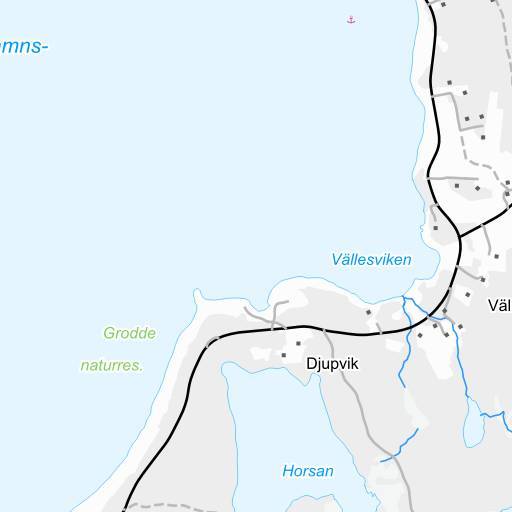 mns-
Vällesviken
Väl
Grodde
naturres.
Djupvik
Horsan